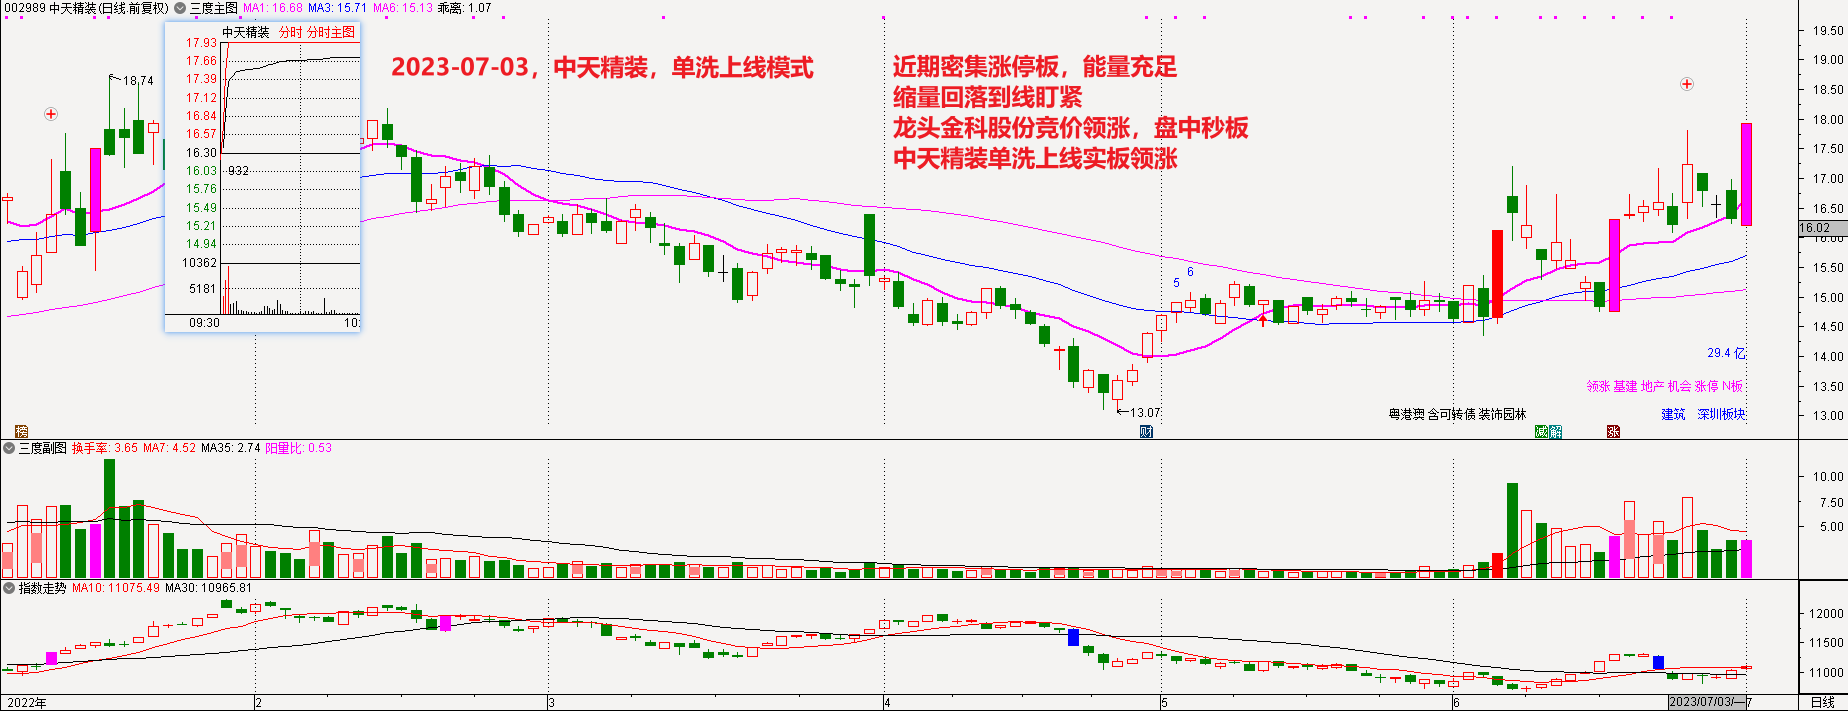 002989 中天精装(日线.前复权) 三度主图 MA1: 16.68 MA3: 15.71 MA6: 15.13 乖离: 1.07
中天精装 分时 分时主图
17.93
17.66
17.39
17.12
16.84
16.57
16.30
16.03
15.76
15.49
15.21
14.94
10362
5181
932
09:30
10:
18.74
2023-07-03，中天精装，单洗上线模式
近期密集涨停板，能量充足
缩量回落到线盯紧
龙头金科股份竞价领涨，盘中秒板
中天精装单洗上线实板领涨
5
6
13.07
29.4 亿
领涨 基建 地产 机会 涨停 N板
粤港澳 含可转债 装饰园林
建筑 深圳板块
榜
财
减
解
涨
19.50
19.00
18.50
18.00
17.50
17.00
16.50
16.02
16.00
15.50
15.00
14.50
14.00
13.50
13.00
三度副图 换手率: 3.65 MA7: 4.52 MA35: 2.74 阳量比: 0.53
10.00
7.50
5.00
指数走势 MA10: 11075.49 MA30: 10965.81
12000
11500
11000
2022年
2
3
4
5
6
2023/07/03/一
7
日线